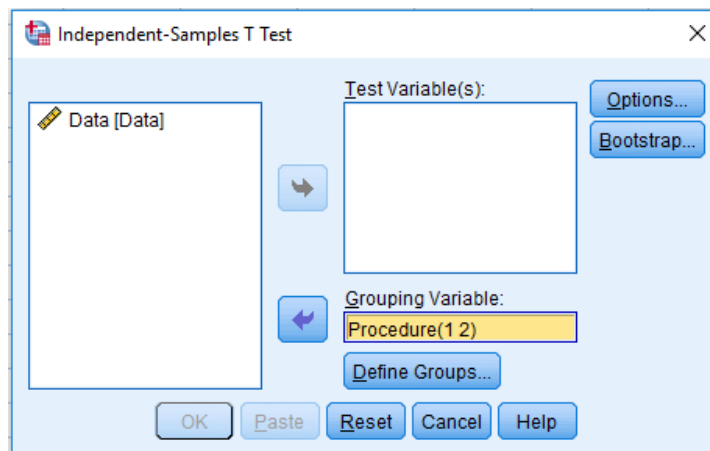 Independent-Samples T Test
Data [Data]
Test Variable(s):
Options...
Bootstrap...
Grouping Variable:
Procedure(1 2)
Define Groups...
OK
Paste
Reset
Cancel
Help